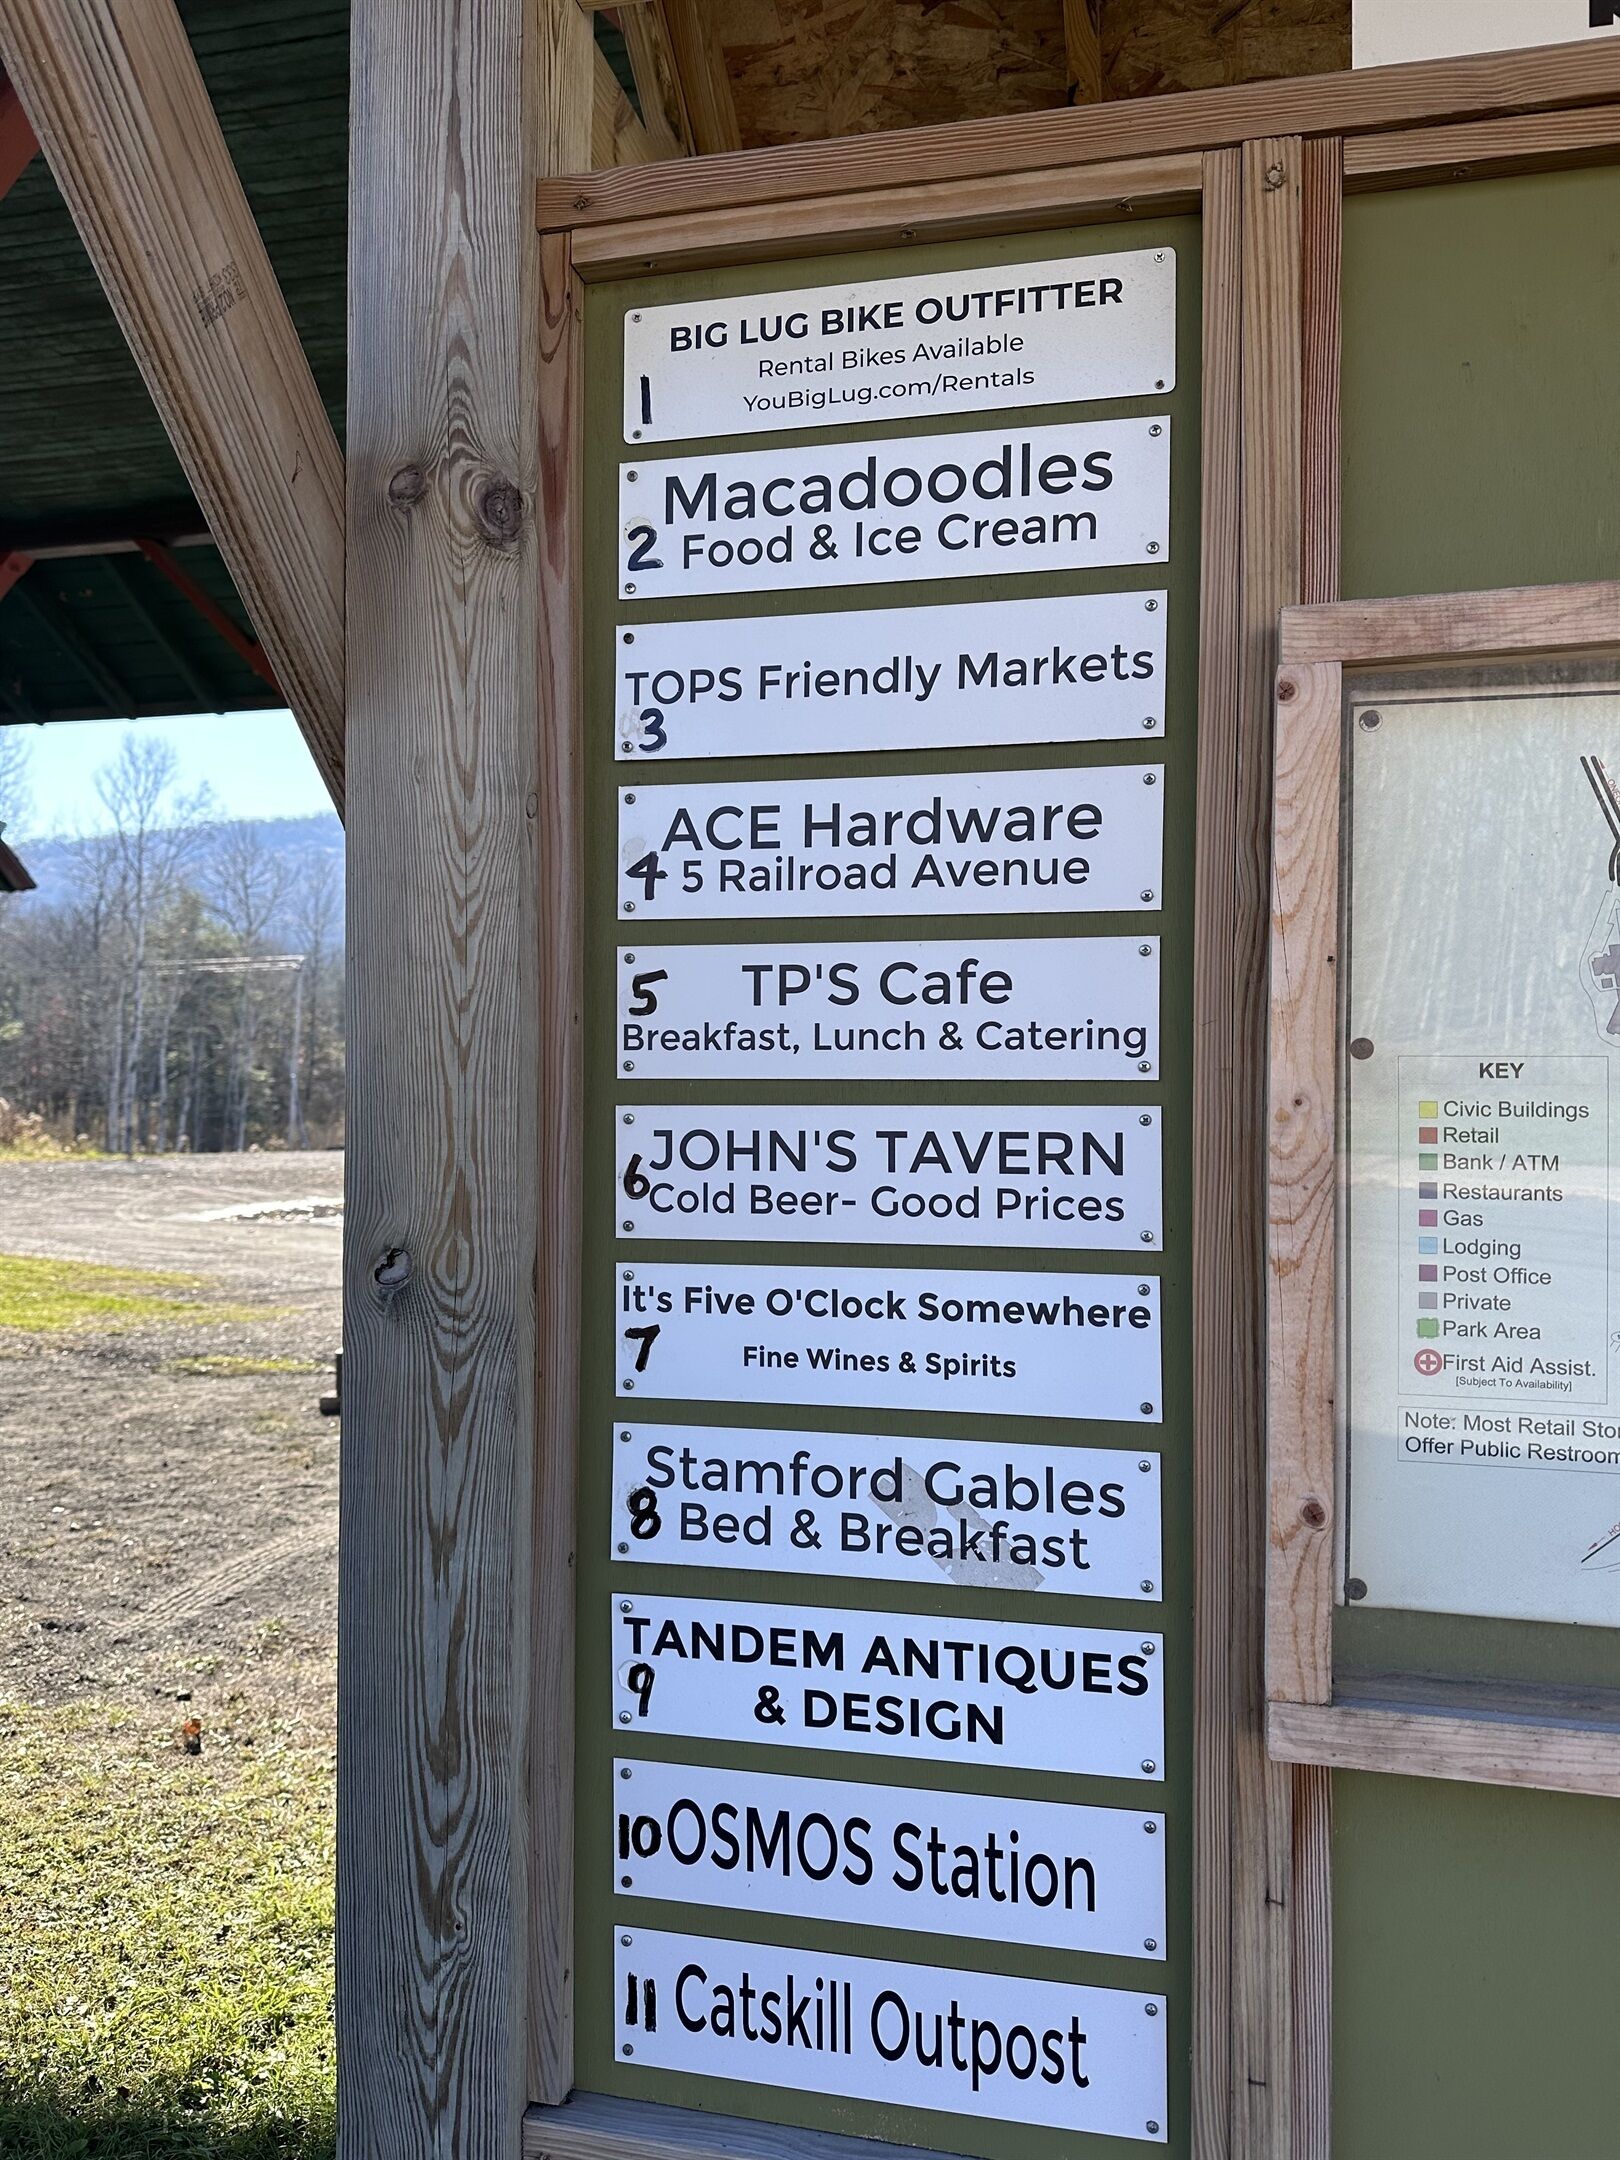 BIG LUG BIKE OUTFITTER
Rental Bikes Available
YouBigLug.com/Rentals
1
Macadoodles
2 Food & Ice Cream
TOPS Friendly Markets
3
ACE Hardware
4 5 Railroad Avenue
5 TP'S Cafe
Breakfast, Lunch & Catering
JOHN'S TAVERN
6 Cold Beer- Good Prices
It's Five O'Clock Somewhere
7 Fine Wines & Spirits
Stamford Gables
8 Bed & Breakfast
TANDEM ANTIQUES
9 & DESIGN
10 OSMOS Station
11 Catskill Outpost
KEY
Civic Buildings
Retail
Bank / ATM
Restaurants
Gas
Lodging
Post Office
Private
Park Area
First Aid Assist.
[Subject To Availability]
Note: Most Retail
Offer Public